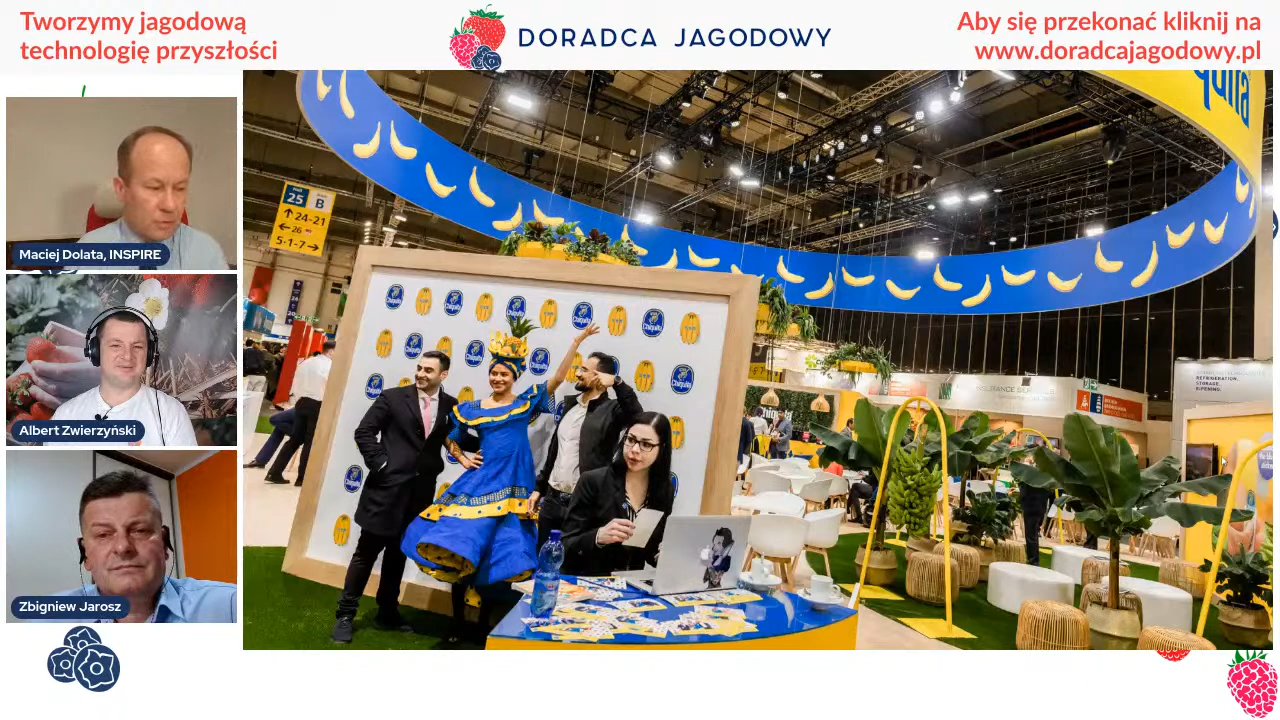 Tworzymy jagodową
technologię przyszłości
DORADCA JAGODOWY
Aby się przekonać kliknij na
www.doradcajagodowy.pl
Maciej Dolata, INSPIRE
Albert Zwierzyński
Zbigniew Jarosz
25 B
24-21
26
5·1-7
Chiquita
REFRIGERATION.
STORAGE.
RIPENING.